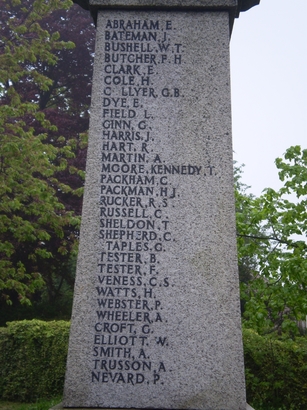 ABRAHAM, E.
BATEMAN, J.
BUSHELL, W.T.
BUTCHER, F.H
CLARK, E.
COLE, H.
C LLYER, G.B.
DYE, E.
FIELD L.
GINN, G.
HARRIS, J.
HART, R.
MARTIN, A.
MOORE, KENNEDY, T.
PACKHAM, C.
PACKMAN, H.J.
RUCKER, R.S.
RUSSELL, C.
SHELDON, T
SHEPHERD, C.
TAPLES, G.
TESTER, B.
TESTER, F.
VENESS, C.S.
WATTS, H.
WEBSTER, P.
WHEELER, A.
CROFT, G.
ELLIOTT, W.
SMITH, A.
TRUSSON, A.
NEVARD, P.